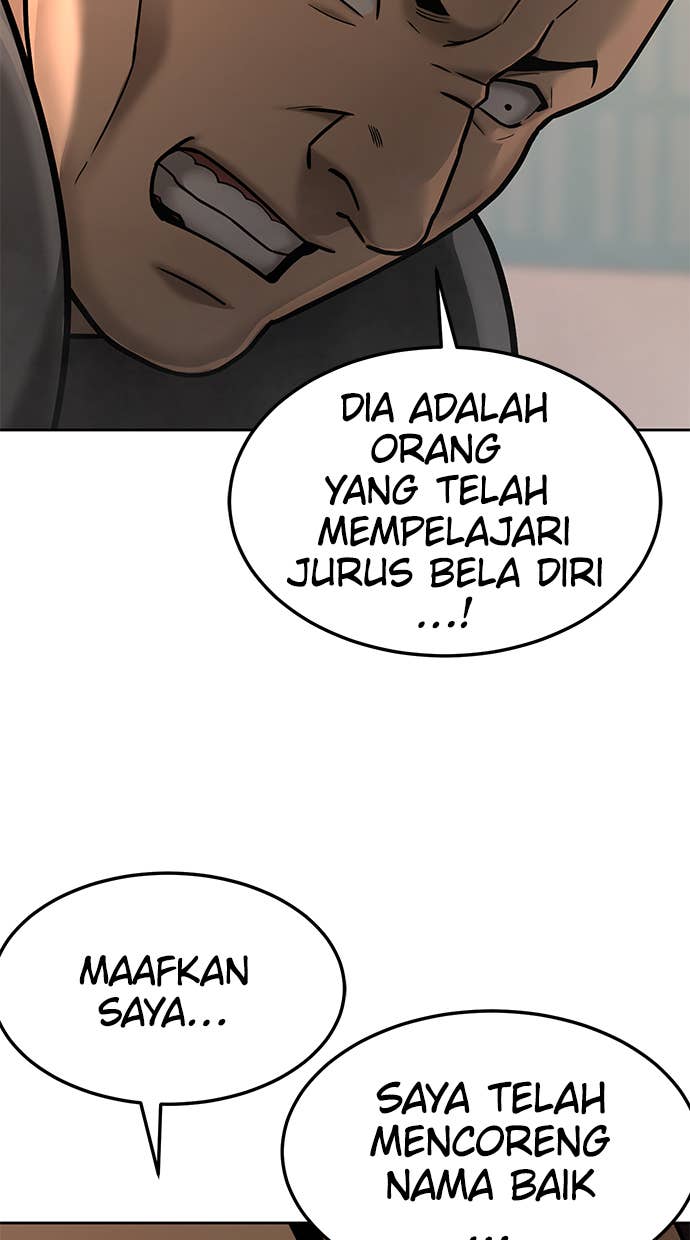 DIA ADALAH
ORANG
YANG TELAH
MEMPELAJARI
JURUS BELA DIRI
...!
MAAFKAN
SAYA...
SAYA TELAH
MENCORENG
NAMA BAIK
...